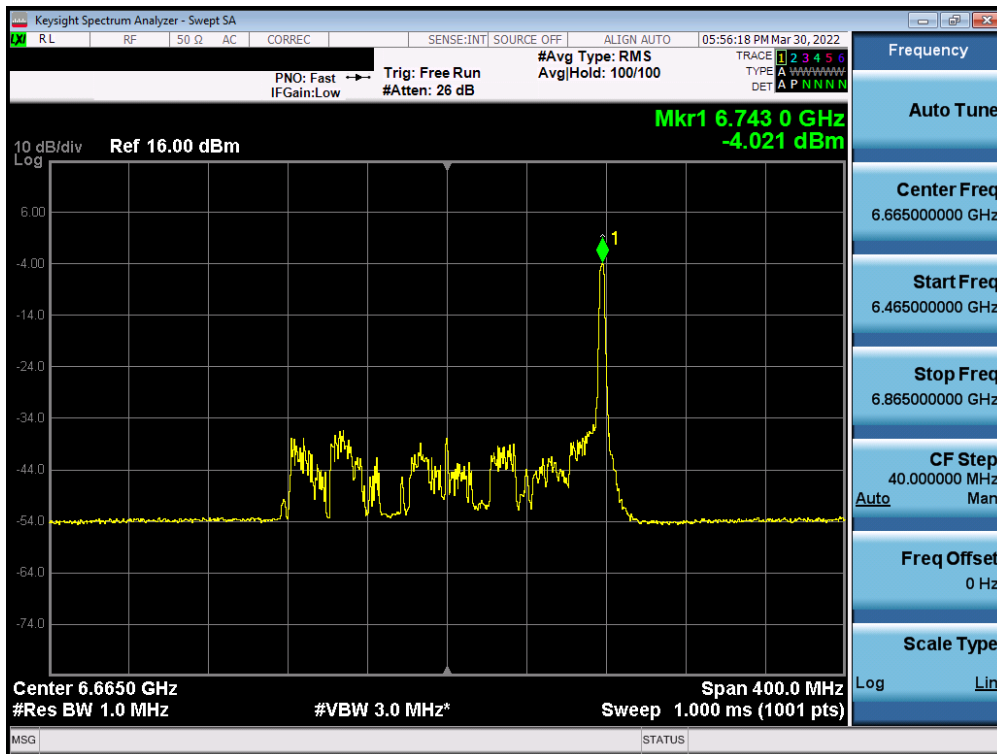 Keysight Spectrum Analyzer - Swept SA
LXI RL RF 50 Ω AC CORREC SENSE:INT SOURCE OFF ALIGN AUTO 05:56:18 PM Mar 30, 2022
#Avg Type: RMS TRACE 1 2 3 4 5 6
PNO: Fast Trig: Free Run Avg|Hold: 100/100 TYPE A WWWWW
IFGain:Low #Atten: 26 dB DET A P N N N N
Mkr1 6.743 0 GHz
-4.021 dBm
10 dB/div Ref 16.00 dBm
Log
1
6.00
-4.00
-14.0
-24.0
-34.0
-44.0
-54.0
-64.0
-74.0
Center 6.6650 GHz Span 400.0 MHz
#Res BW 1.0 MHz #VBW 3.0 MHz* Sweep 1.000 ms (1001 pts)
MSG STATUS
Frequency
Auto Tune
Center Freq
6.665000000 GHz
Start Freq
6.465000000 GHz
Stop Freq
6.865000000 GHz
CF Step
40.000000 MHz
Auto Man
Freq Offset
0 Hz
Scale Type
Log Lin